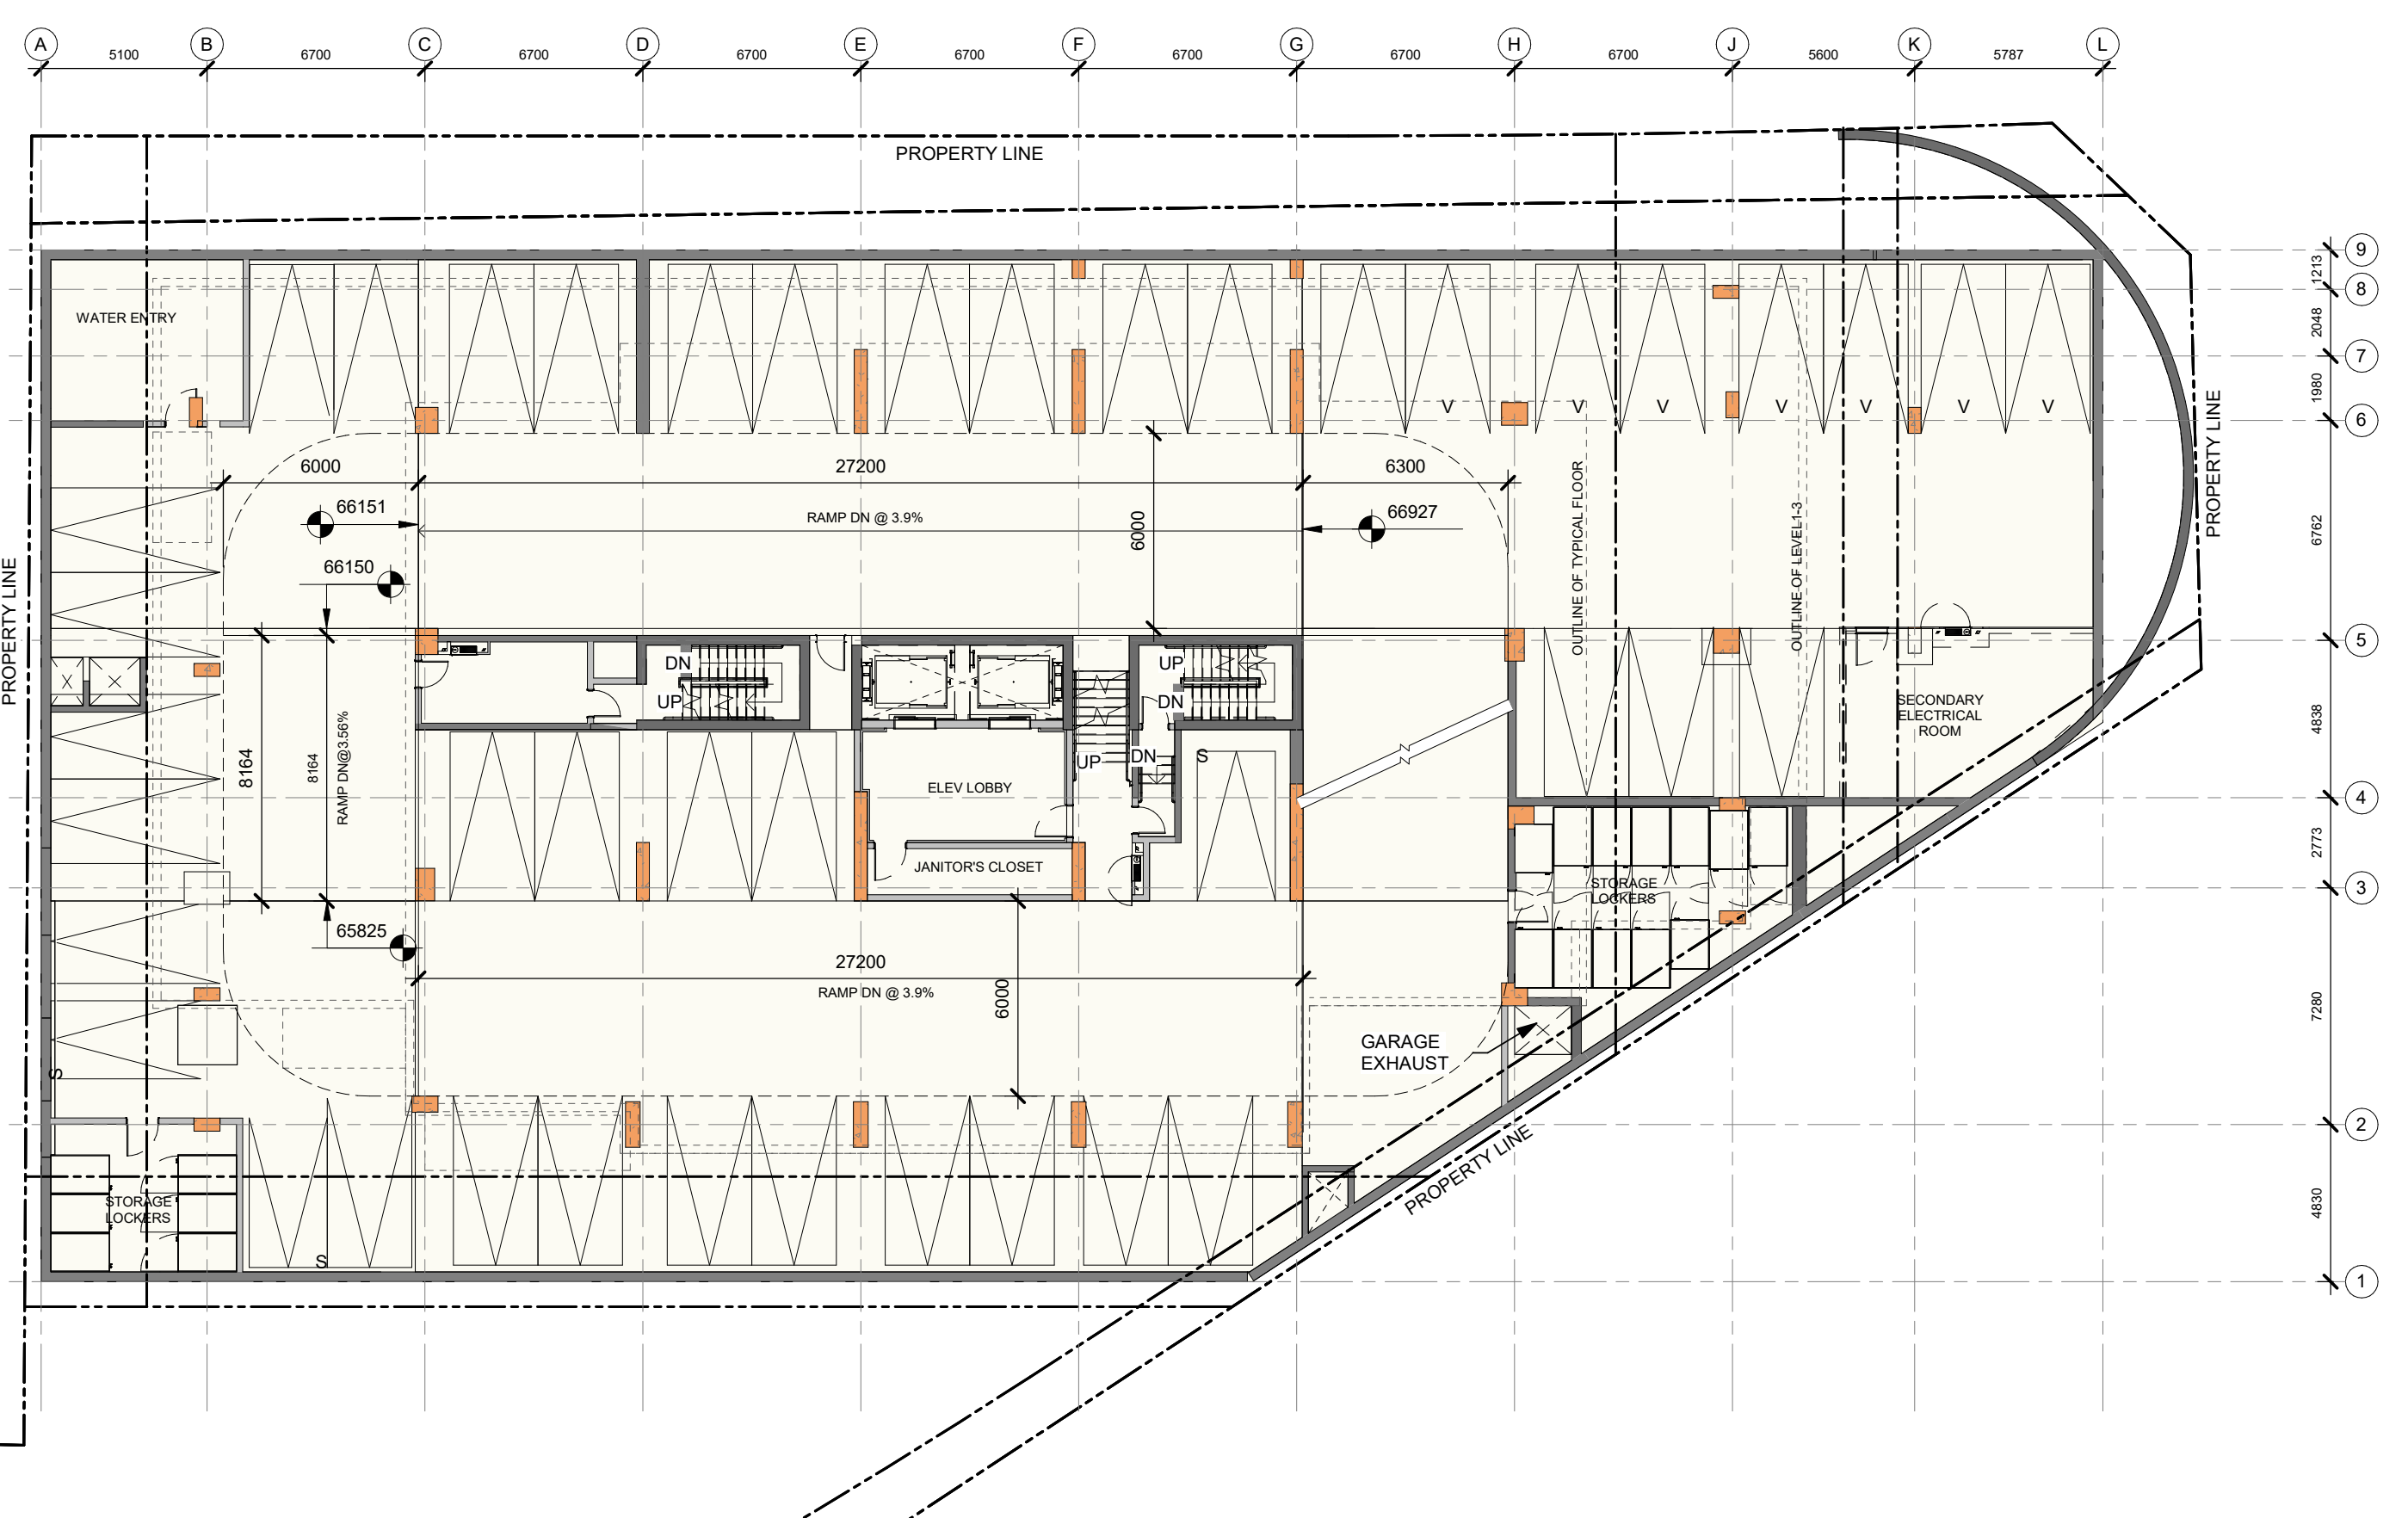 A B C D E F G H J K L
5100 6700 6700 6700 6700 6700 6700 6700 5600 5787
PROPERTY LINE
9
1213
8
2048
7
1980
6
6762
5
4838
4
2773
3
7280
2
4830
1
WATER ENTRY
V V V V V V V
6000 27200 6300
66151
RAMP DN @ 3.9%
6000
66927
66150
OUTLINE OF TYPICAL FLOOR
OUTLINE OF LEVEL1-3
PROPERTY LINE
PROPERTY LINE
DN
UP
UP
DN
8164
8164
RAMP DN@3.56%
UP
DN
S
ELEV LOBBY
JANITOR'S CLOSET
SECONDARY
ELECTRICAL
ROOM
STORAGE
LOCKERS
65825
27200
RAMP DN @ 3.9%
6000
GARAGE
EXHAUST
S
STORAGE
LOCKERS
S
PROPERTY LINE